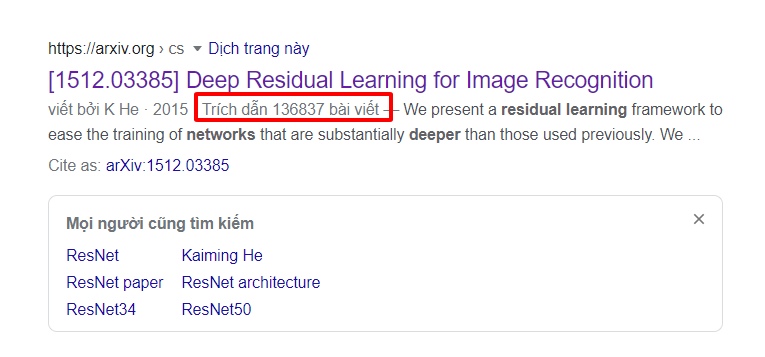 https://arxiv.org › cs ▼ Dịch trang này
[1512.03385] Deep Residual Learning for Image Recognition
viết bởi K He · 2015 Trích dẫn 136837 bài viết — We present a residual learning framework to
ease the training of networks that are substantially deeper than those used previously. We ...
Cite as: arXiv:1512.03385
Mọi người cũng tìm kiếm ×
ResNet Kaiming He
ResNet paper ResNet architecture
ResNet34 ResNet50